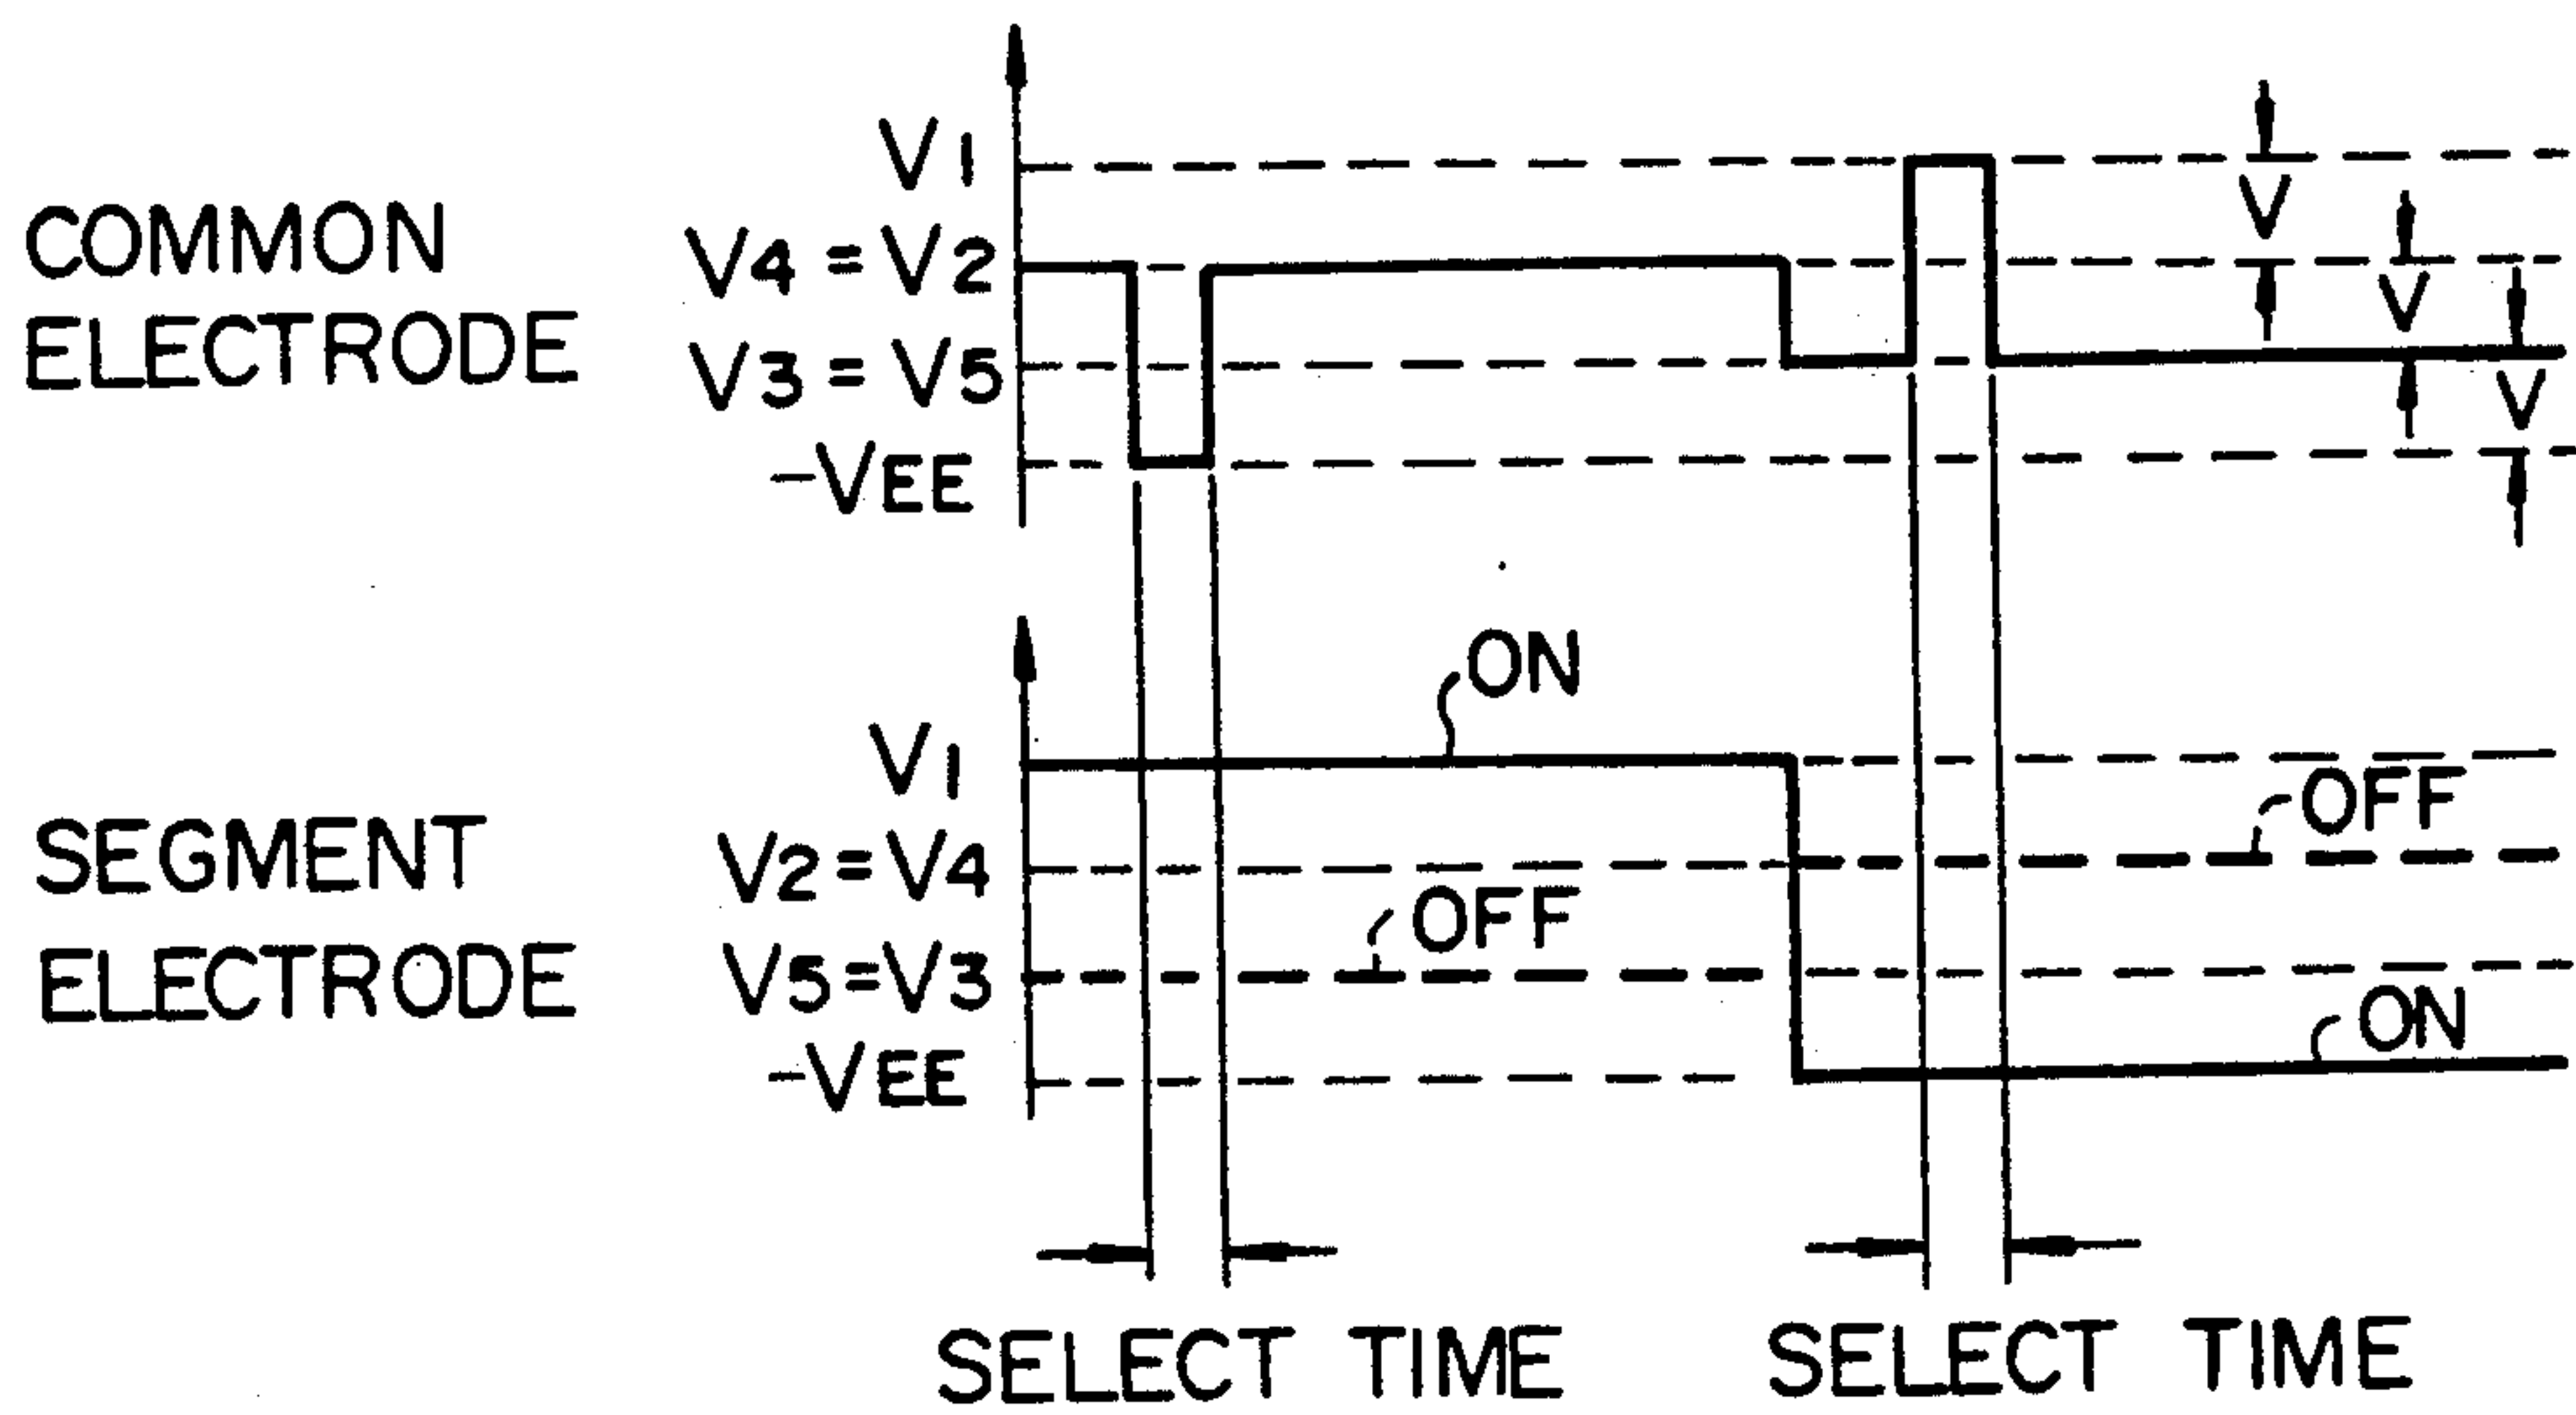 COMMON
ELECTRODE
V1
V4 = V2
V3 = V5
-VEE
V
V
V
SEGMENT
ELECTRODE
V1
V2 = V4
V5 = V3
-VEE
ON
OFF
OFF
ON
SELECT TIME
SELECT TIME